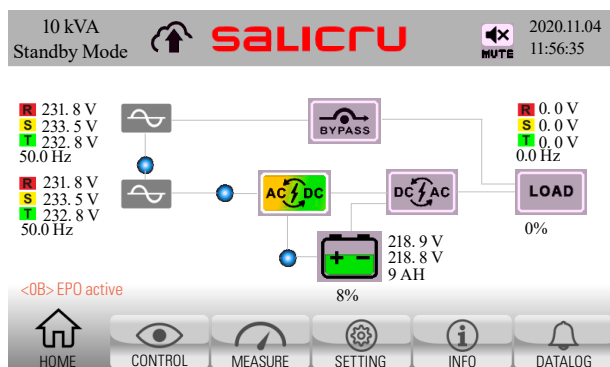 10 kVA
Standby Mode
SALICRU
MUTE
2020.11.04
11:56:35
R 231. 8 V
S 233. 5 V
T 232. 8 V
50.0 Hz
BYPASS
R 0. 0 V
S 0. 0 V
T 0. 0 V
0.0 Hz
R 231. 8 V
S 233. 5 V
T 232. 8 V
50.0 Hz
AC DC
DC AC
LOAD
0%
+ -
218. 9 V
218. 8 V
9 AH
8%
<0B> EPO active
HOME
CONTROL
MEASURE
SETTING
INFO
DATALOG